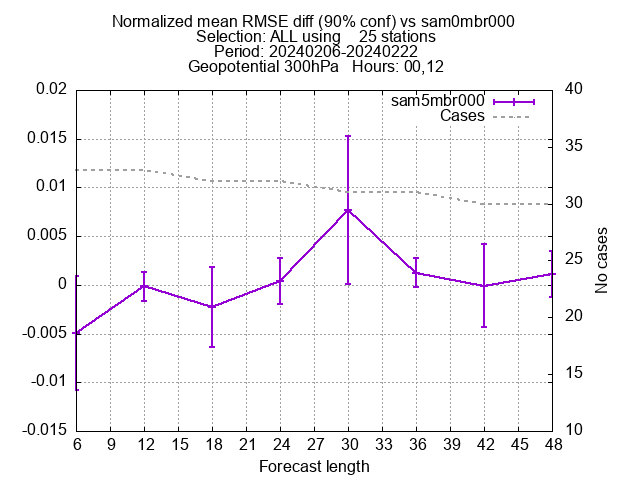 Normalized mean RMSE diff (90% conf) vs sam0mbr000
Selection: ALL using    25 stations
Period: 20240206-20240222
Geopotential 300hPa   Hours: 00,12
sam5mbr000
Cases
0.02
0.015
0.01
0.005
0
-0.005
-0.01
-0.015
40
35
30
25
20
15
10
No cases
6 9 12 15 18 21 24 27 30 33 36 39 42 45 48
Forecast length